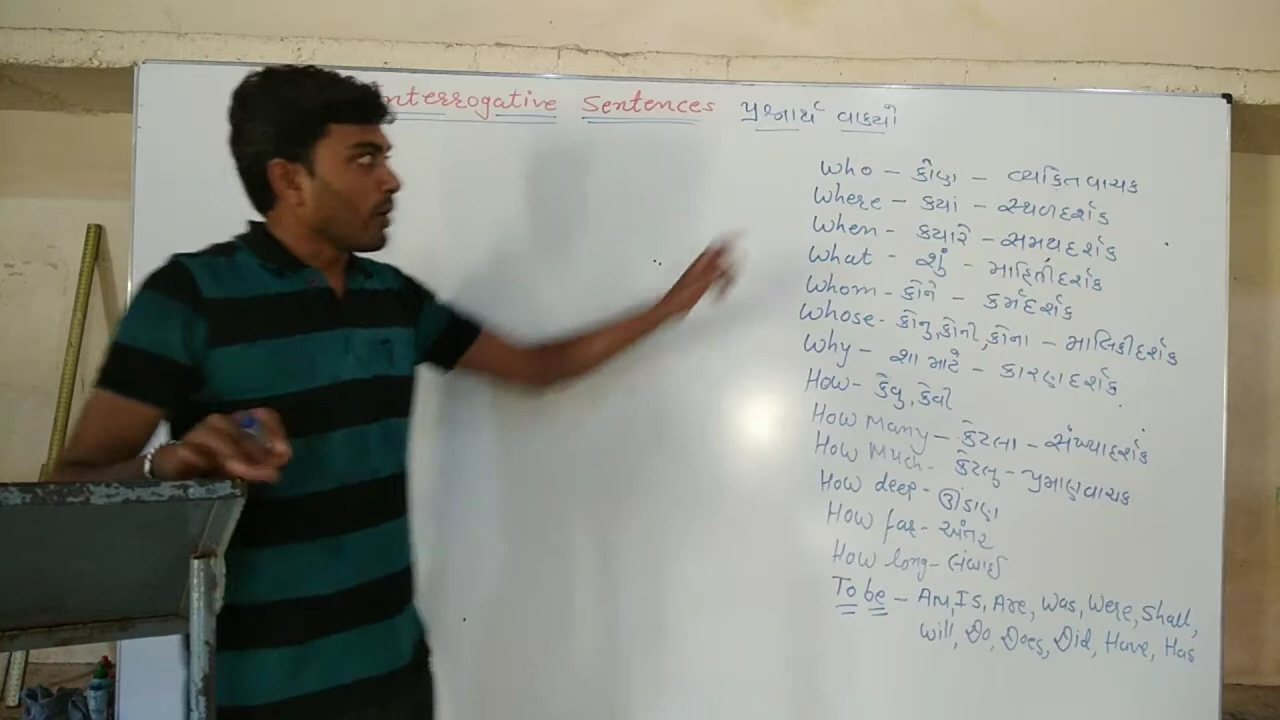 nterrogative Sentences પ્રશ્નાર્થ વાકયો
Who – કોણ – વ્યકિતવાચક
Where – કયાં – સ્થળદર્શક
When - કયારે – સમયદર્શક
What - શું – માહિતીદર્શક
Whom - કોને – કર્મદર્શક
Whose - કોનુ, કોની, કોના – માલિકીદર્શક
Why – શા માટે – કારણદર્શક
How - કેવુ, કેવી
How Many – કેટલા – સંખ્યાદર્શક
How Much - કેટલુ – પ્રમાણવાચક
How deep - ઊંડાણ
How far - અંતર
How long - લંબાઈ
To be – Am, Is, Are, Was, Were, Shall,
Will, Do, Does, Did, Have, Has